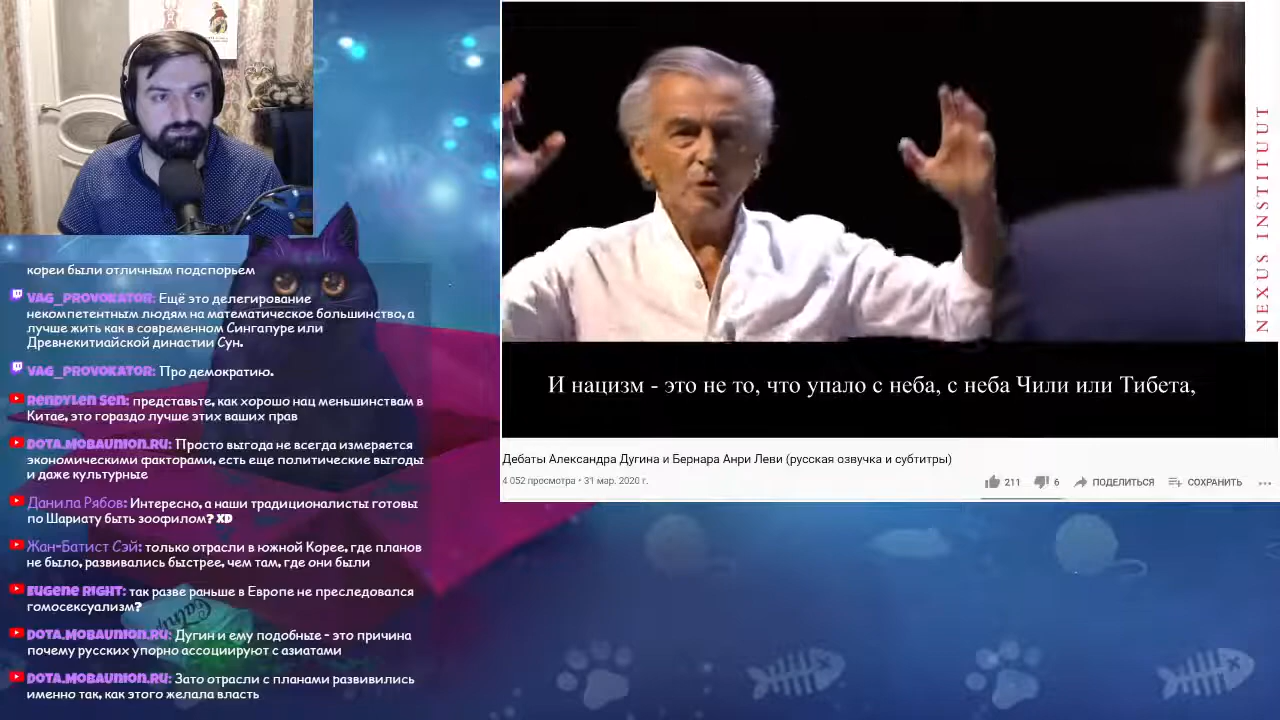 кореи были отличным подспорьем
VAG_PROVOKATOR: Ещё это делегирование
некомпетентным людям на математическое большинство, а
лучше жить как в современном Сингапуре или
Древнекитиайской династии Сун.
VAG_PROVOKATOR: Про демократию.
Rendylen Sen: представьте, как хорошо нац меньшинствам в
Китае, это гораздо лучше этих ваших прав
DOTA.MOBAUNION.RU: Просто выгода не всегда измеряется
экономическими факторами, есть еще политические выгоды
и даже культурные
Данила Рябов: Интересно, а наши традиционалисты готовы
по Шариату быть зоофилом? XD
Жан-Батист Сэй: только отрасли в южной Корее, где планов
не было, развивались быстрее, чем там, где они были
Eugene Right: так разве раньше в Европе не преследовался
гомосексуализм?
DOTA.MOBAUNION.RU: Дугин и ему подобные - это причина
почему русских упорно ассоциируют с азиатами
DOTA.MOBAUNION.RU: Зато отрасли с планами развивились
именно так, как этого желала власть
Catnip
NEXUS INSTITUUT
И нацизм - это не то, что упало с неба, с неба Чили или Тибета,
Дебаты Александра Дугина и Бернара Анри Леви (русская озвучка и субтитры)
4 052 просмотра • 31 мар. 2020 г.
211 6 ПОДЕЛИТЬСЯ СОХРАНИТЬ ...